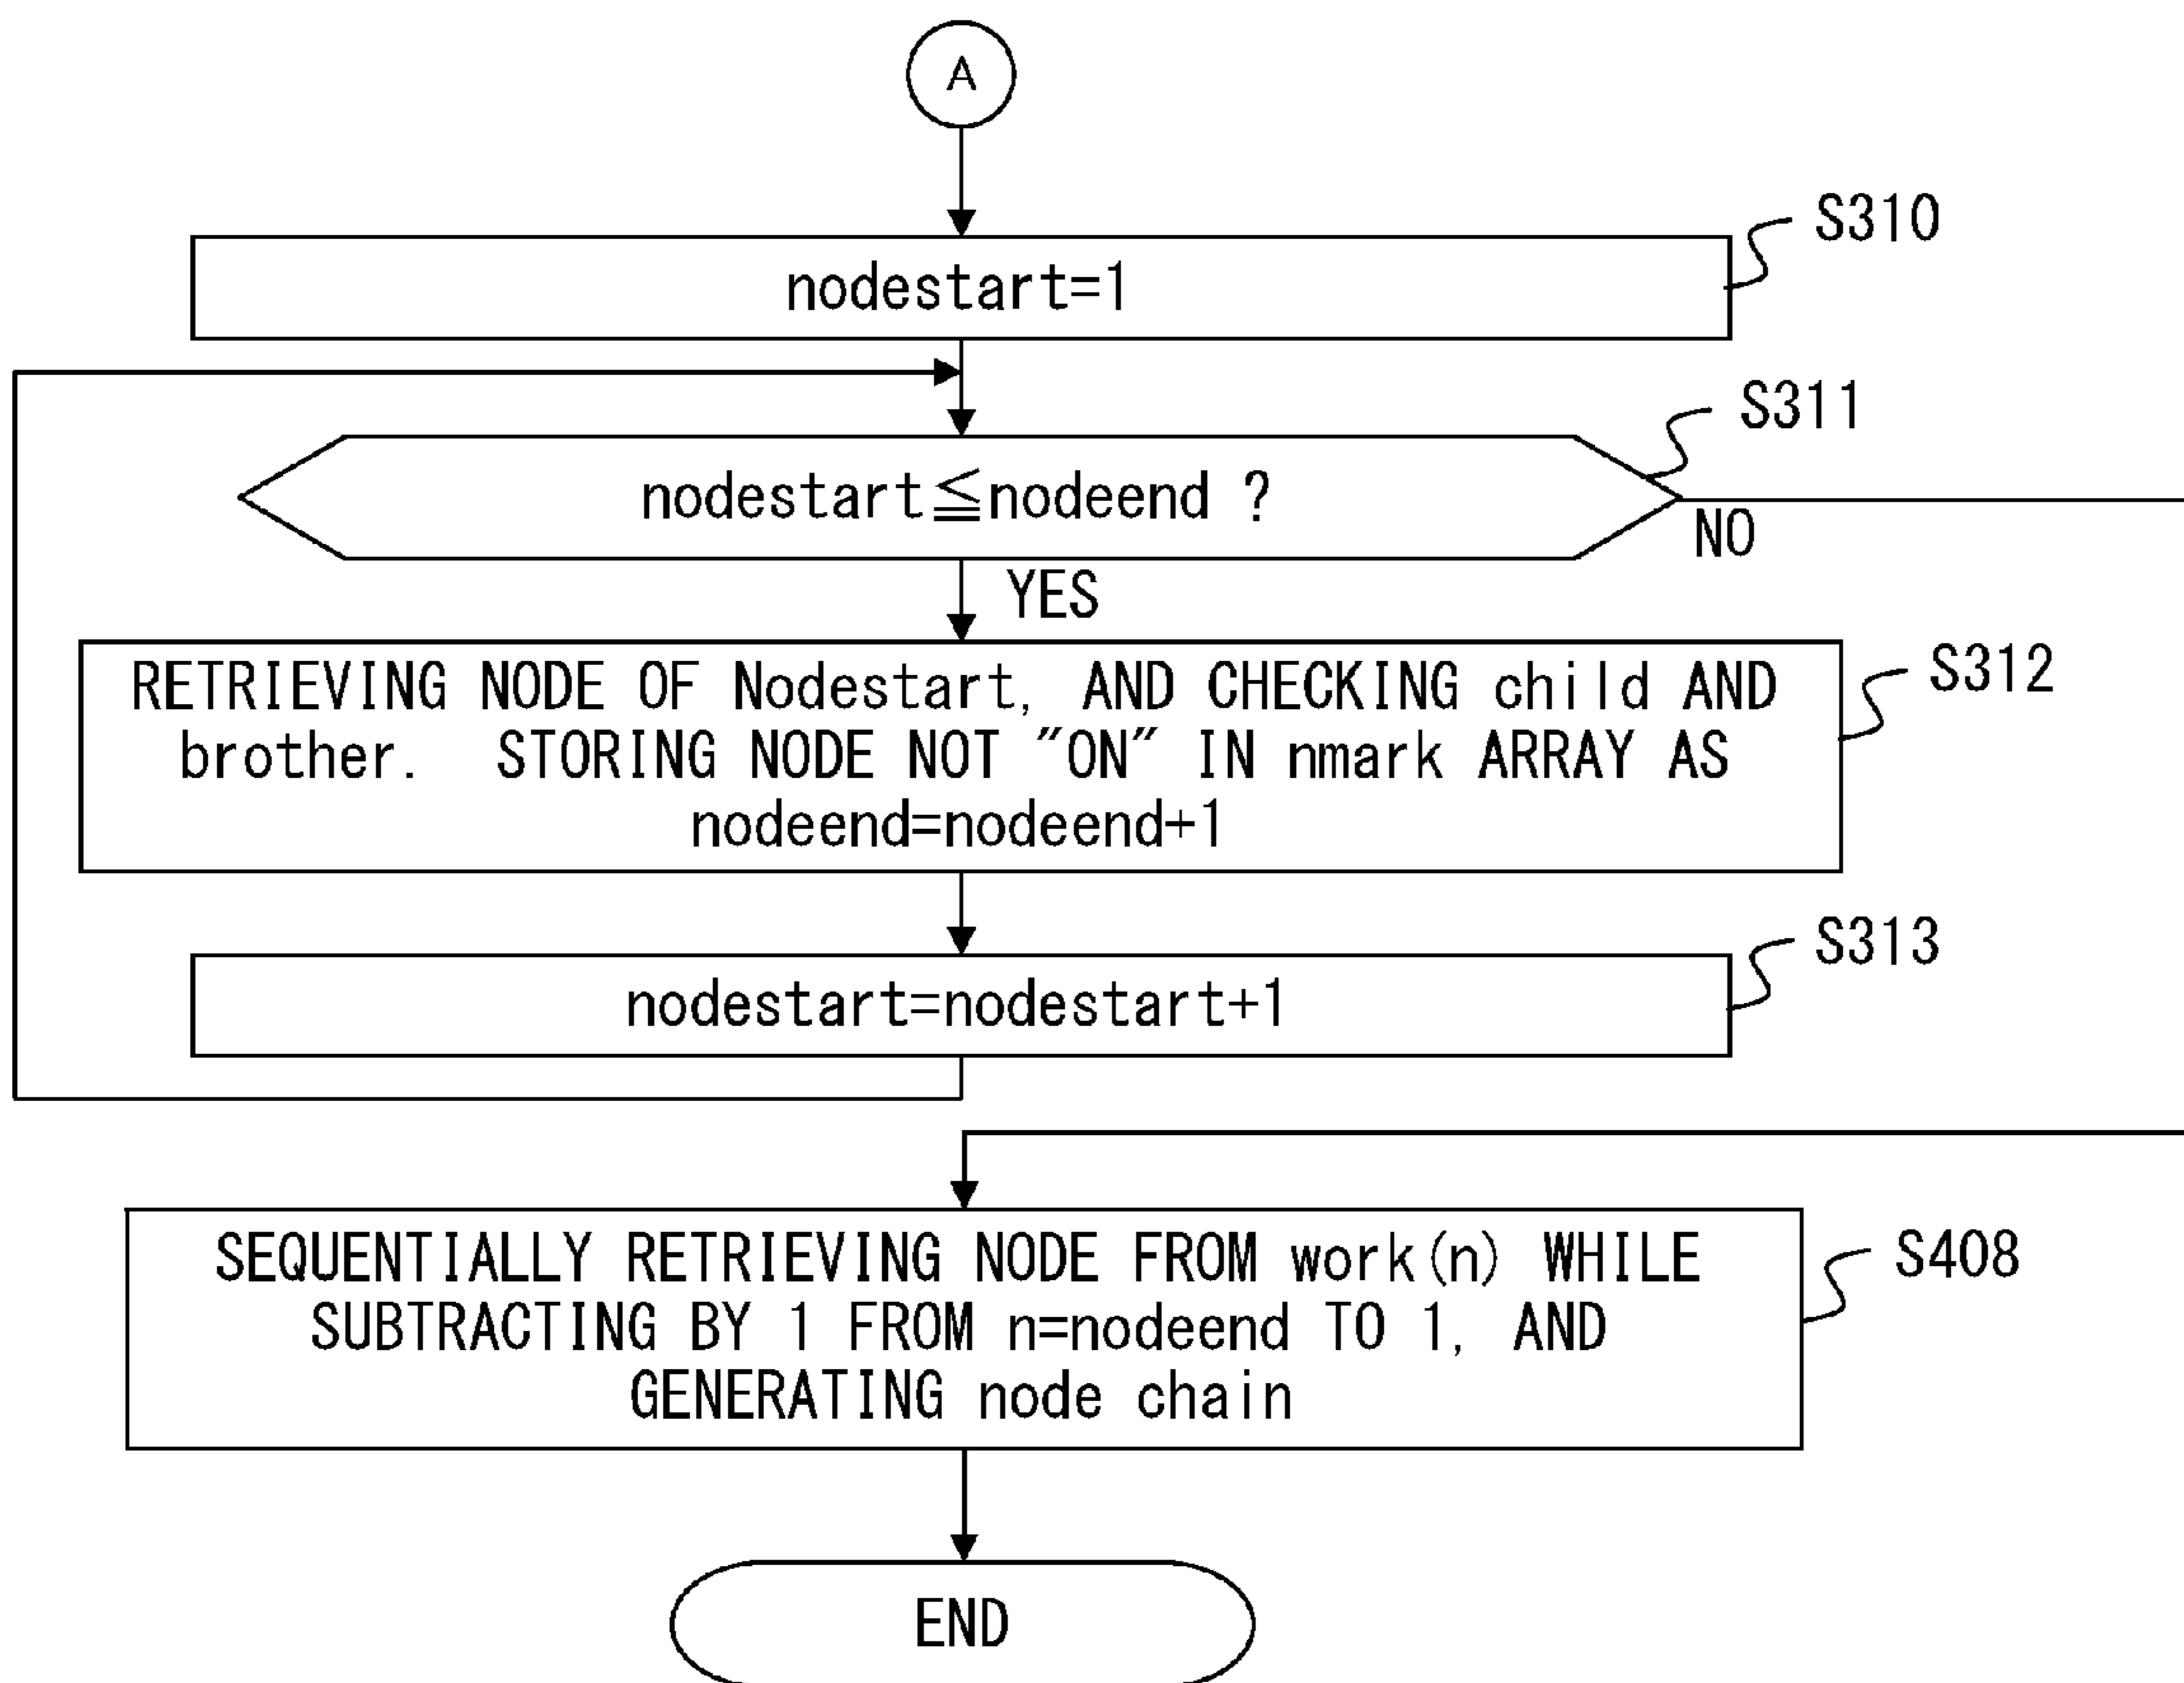 A
S310
nodestart=1
S311
nodestart≦nodeend ?
NO
YES
S312
RETRIEVING NODE OF Nodestart, AND CHECKING child AND
brother. STORING NODE NOT "ON" IN nmark ARRAY AS
nodeend=nodeend+1
S313
nodestart=nodestart+1
S408
SEQUENTIALLY RETRIEVING NODE FROM work(n) WHILE
SUBTRACTING BY 1 FROM n=nodeend TO 1, AND
GENERATING node chain
END